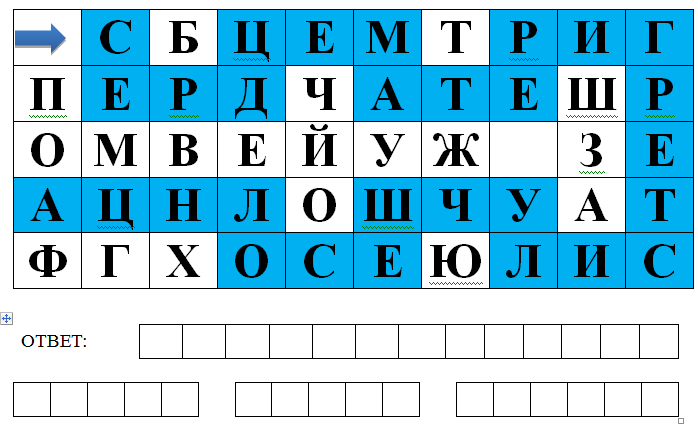 С Б Ц Е М Т Р И Г
П Е Р Д Ч А Т Е Ш Р
О М В Е Й У Ж З Е
А Ц Н Л О Ш Ч У А Т
Ф Г Х О С Е Ю Л И С
ОТВЕТ: